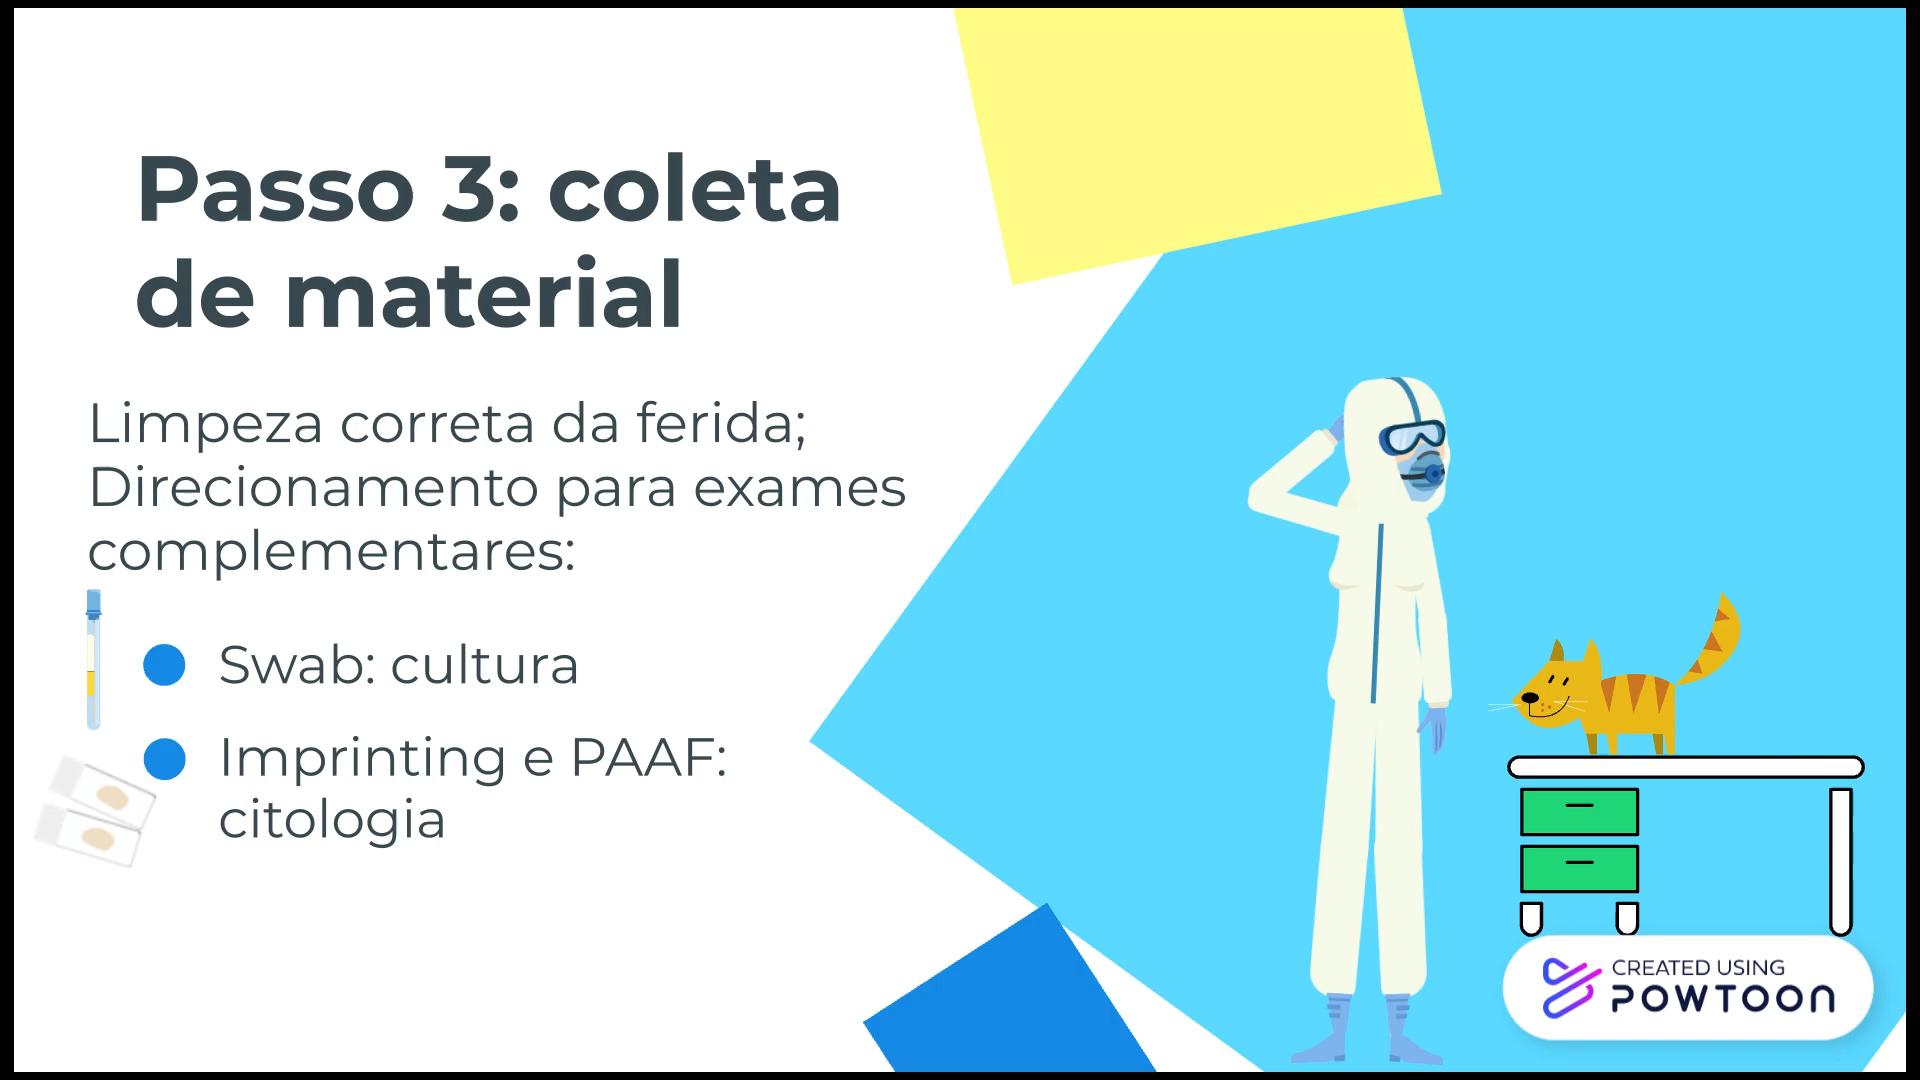 Passo 3: coleta
de material
Limpeza correta da ferida;
Direcionamento para exames
complementares:
Swab: cultura
Imprinting e PAAF:
citologia
CREATED USING
POWTOON